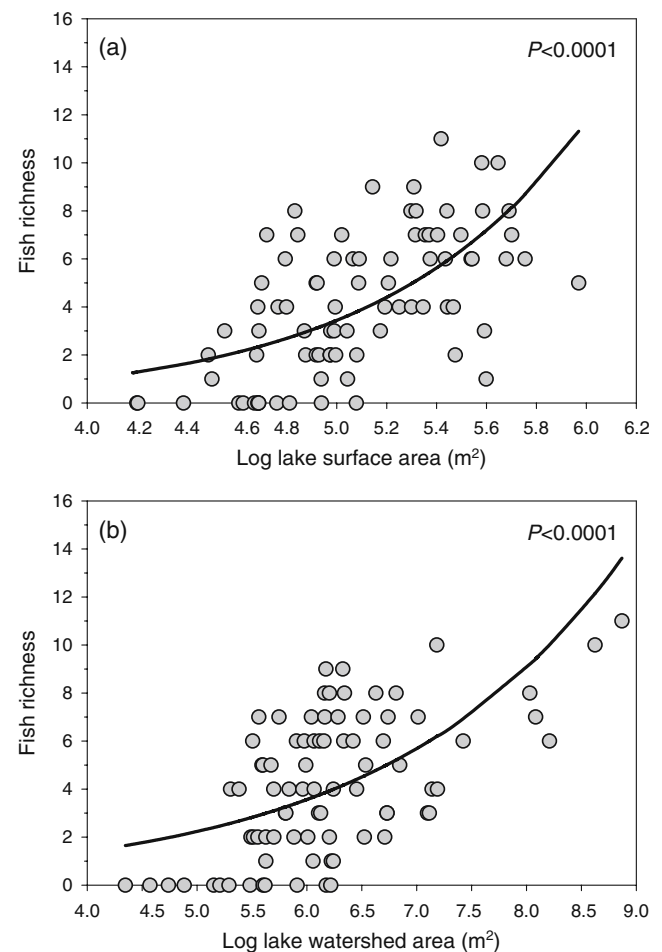 (a)
P<0.0001
Fish richness
16
14
12
10
8
6
4
2
0
4.0 4.2 4.4 4.6 4.8 5.0 5.2 5.4 5.6 5.8 6.0 6.2
Log lake surface area (m²)
(b)
P<0.0001
Fish richness
16
14
12
10
8
6
4
2
0
4.0 4.5 5.0 5.5 6.0 6.5 7.0 7.5 8.0 8.5 9.0
Log lake watershed area (m²)